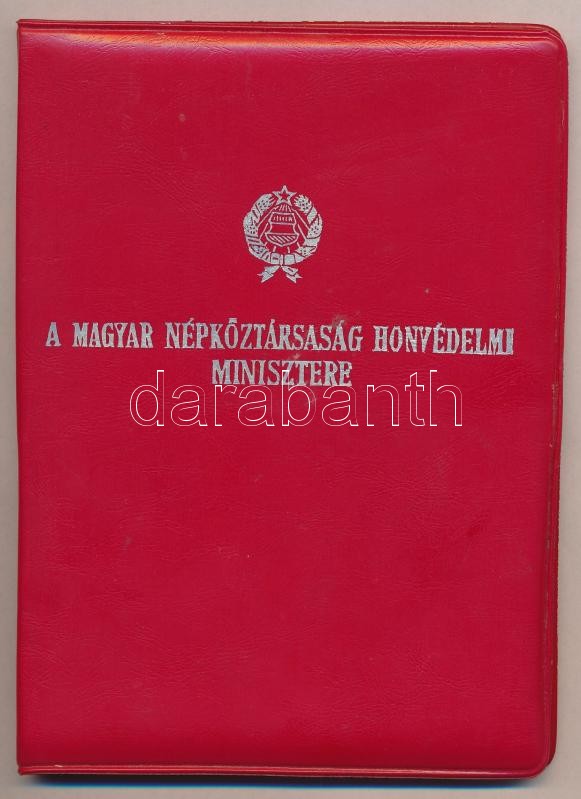 A MAGYAR NÉPKÖZTÁRSASÁG HONVÉDELMI
MINISZTERE
darabanth